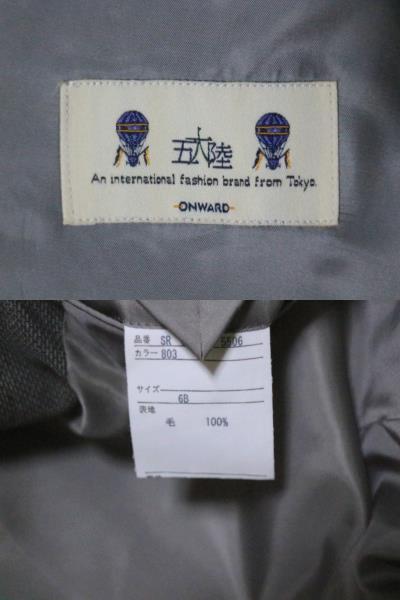 五大陸
An international fashion brand from Tokyo.
ONWARD
品番 SR 5506
カラー 803
サイズ
6B
表地
毛 100%